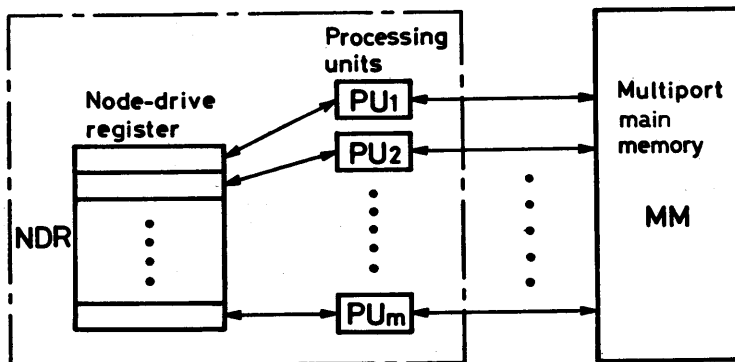 Processing
units
Node-drive
register
NDR
PU1
PU2
PUm
Multiport
main
memory
MM